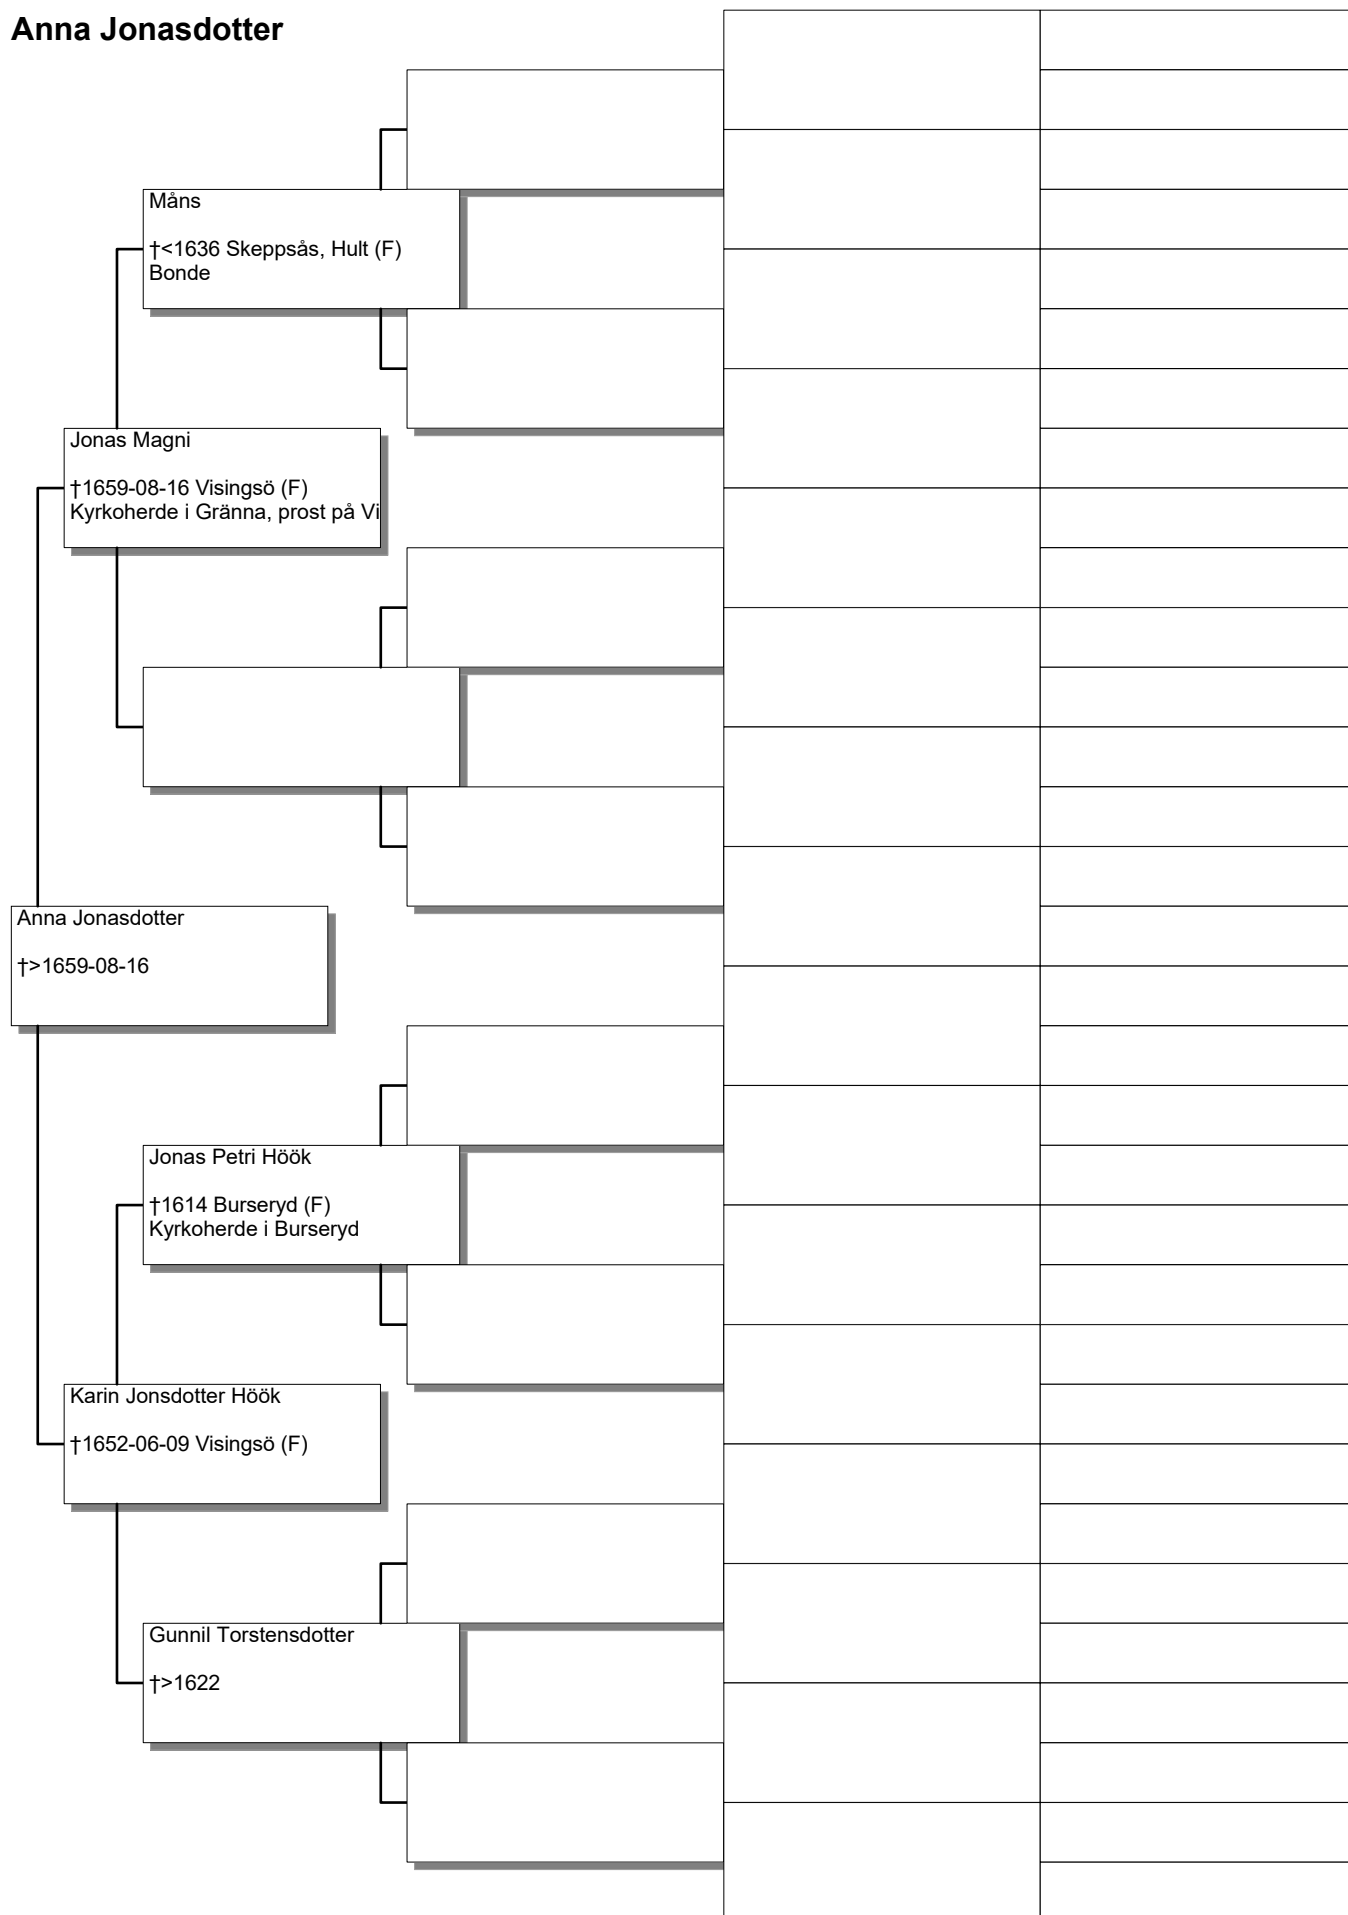 Anna Jonasdotter
Måns
†<1636 Skeppsås, Hult (F)
Bonde
Jonas Magni
†1659-08-16 Visingsö (F)
Kyrkoherde i Gränna, prost på Vi
Anna Jonasdotter
†>1659-08-16
Jonas Petri Höök
†1614 Burseryd (F)
Kyrkoherde i Burseryd
Karin Jonsdotter Höök
†1652-06-09 Visingsö (F)
Gunnil Torstensdotter
†>1622